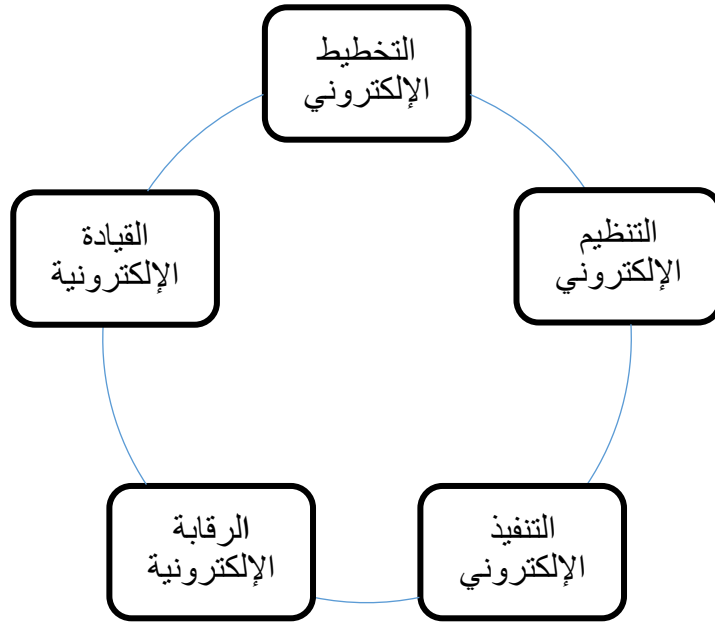 التخطيط
الإلكتروني
التنظيم
الإلكتروني
التنفيذ
الإلكتروني
الرقابة
الإلكترونية
القيادة
الإلكترونية